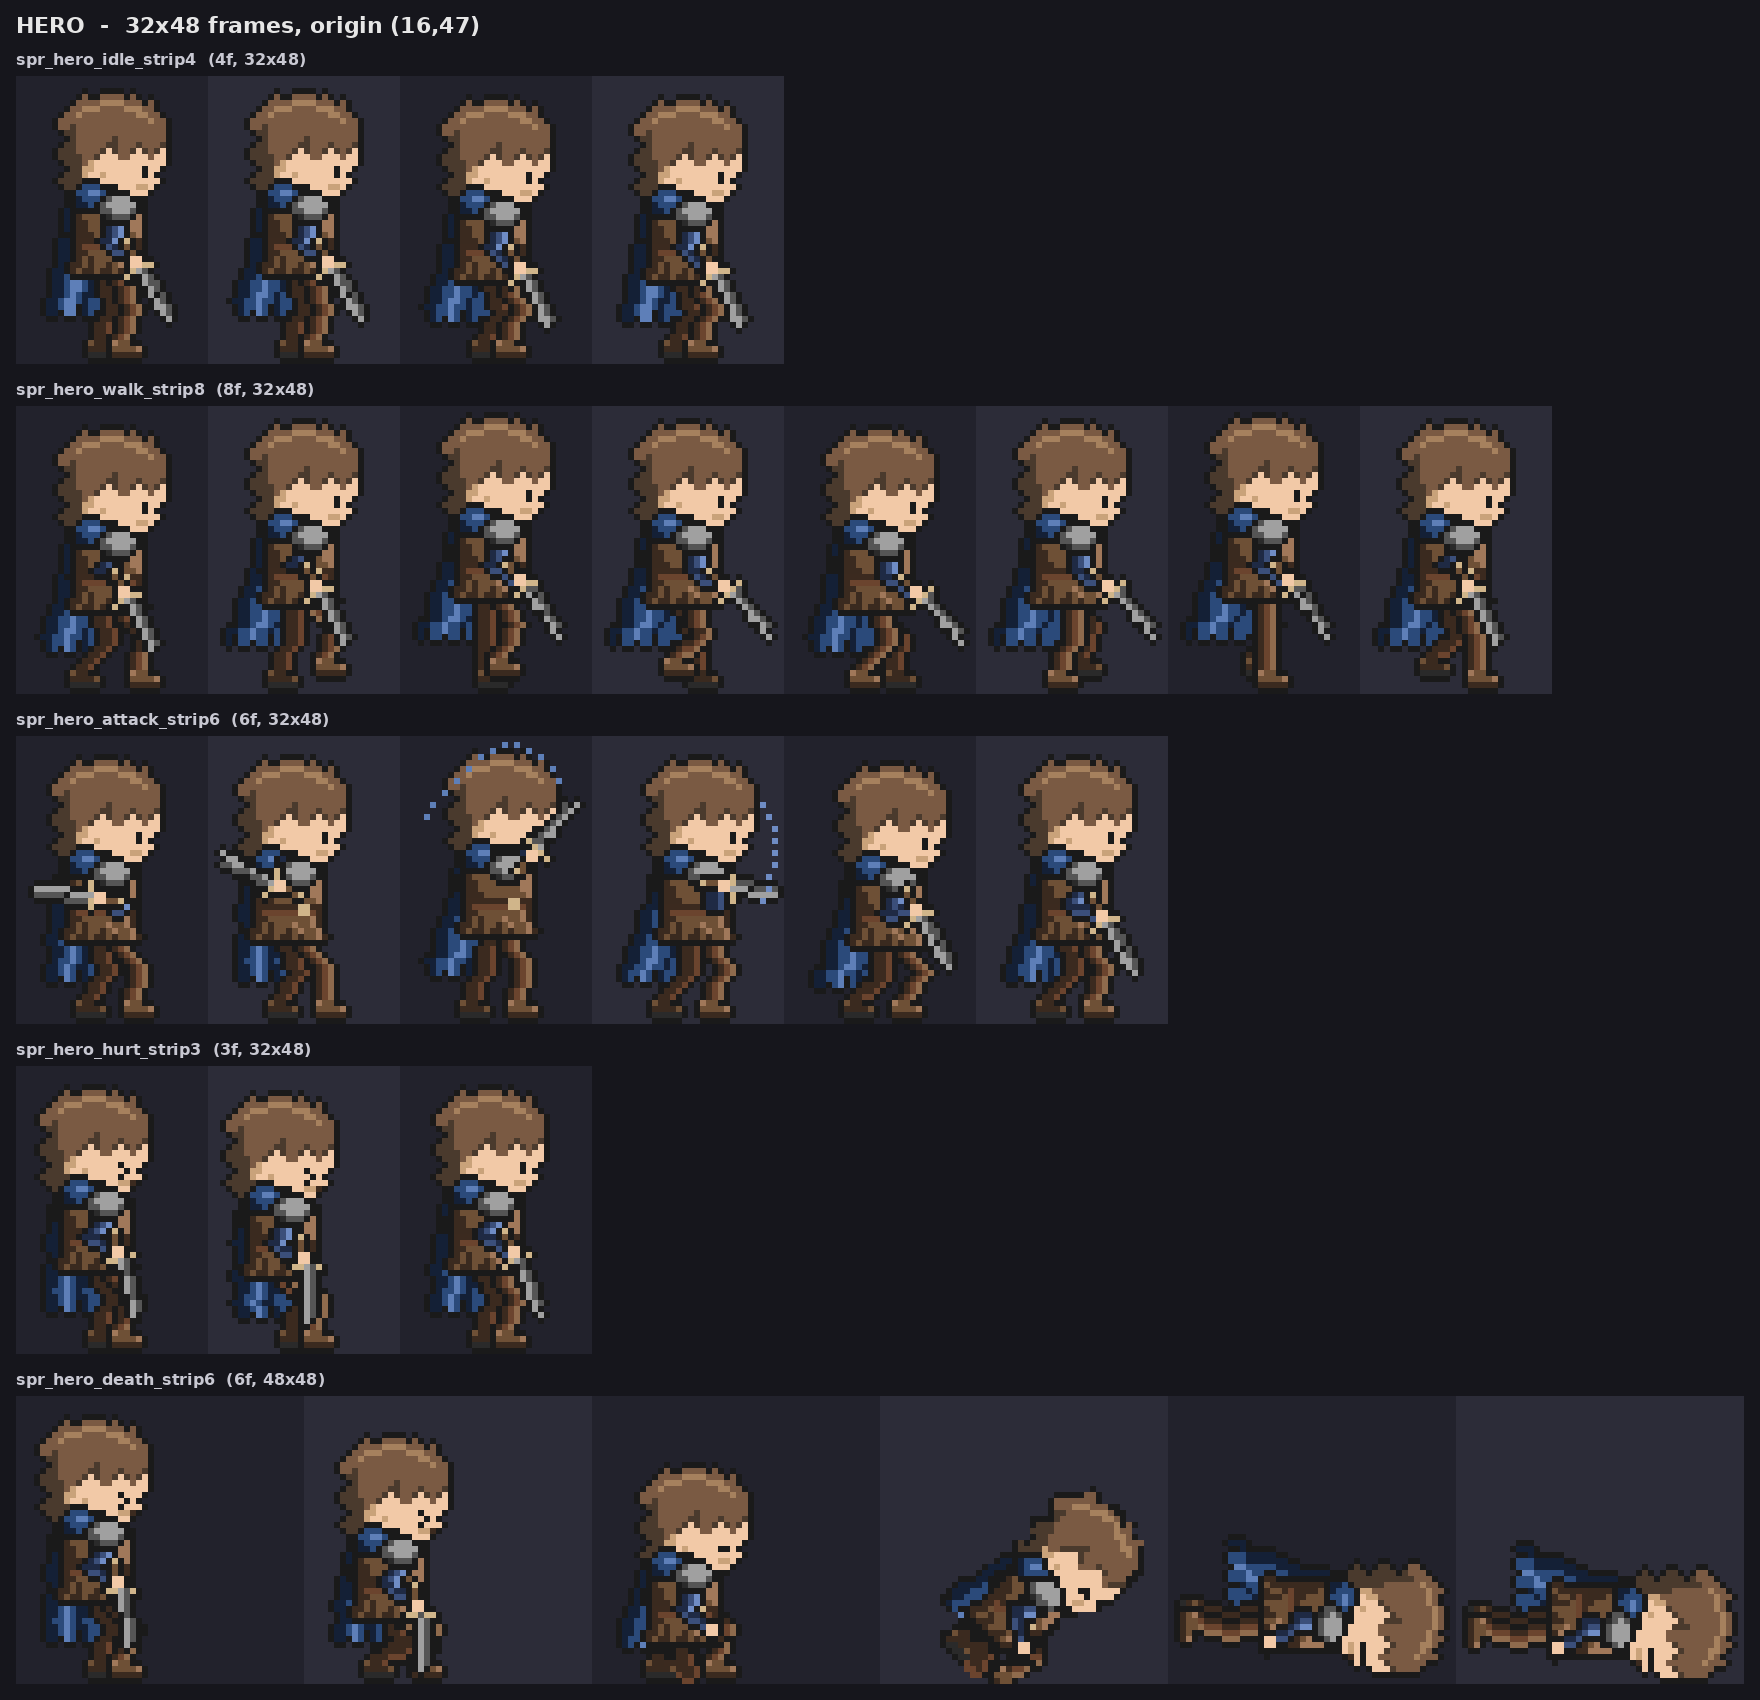 HERO - 32x48 frames, origin (16,47)
spr_hero_idle_strip4 (4f, 32x48)
spr_hero_walk_strip8 (8f, 32x48)
spr_hero_attack_strip6 (6f, 32x48)
spr_hero_hurt_strip3 (3f, 32x48)
spr_hero_death_strip6 (6f, 48x48)